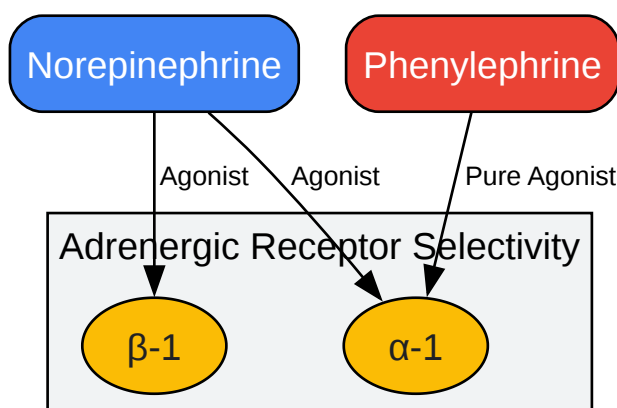 Norepinephrine
Phenylephrine
Agonist
Agonist
Pure Agonist
Adrenergic Receptor Selectivity
β-1
α-1